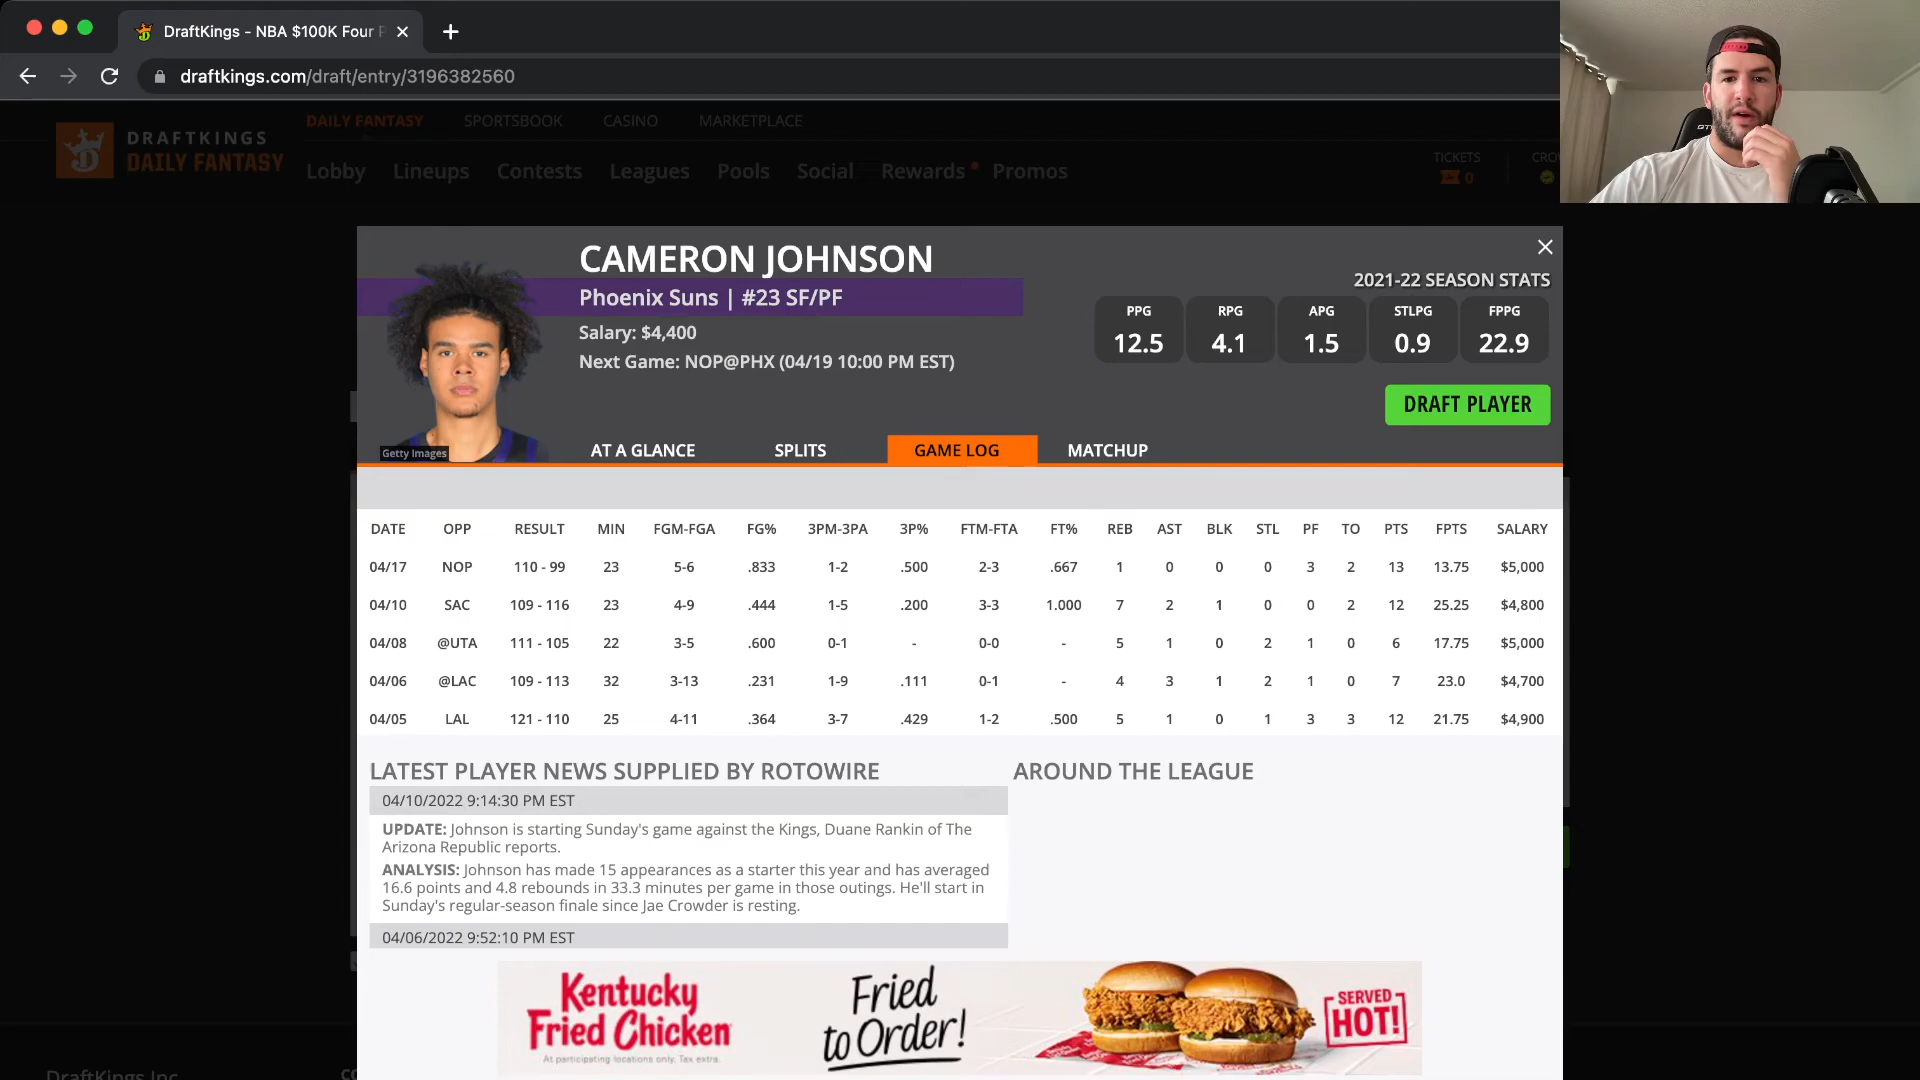 DraftKings - NBA $100K Four
draftkings.com/draft/entry/3196382560
DRAFTKINGS
DAILY FANTASY
DAILY FANTASY SPORTSBOOK CASINO MARKETPLACE
Lobby Lineups Contests Leagues Pools Social Rewards Promos
TICKETS
0
CAMERON JOHNSON
Phoenix Suns | #23 SF/PF
Salary: $4,400
Next Game: NOP@PHX (04/19 10:00 PM EST)
2021-22 SEASON STATS
PPG RPG APG STLPG FPPG
12.5 4.1 1.5 0.9 22.9
DRAFT PLAYER
Getty Images
AT A GLANCE SPLITS GAME LOG MATCHUP
DATE OPP RESULT MIN FGM-FGA FG% 3PM-3PA 3P% FTM-FTA FT% REB AST BLK STL PF TO PTS FPTS SALARY
04/17 NOP 110 - 99 23 5-6 .833 1-2 .500 2-3 .667 1 0 0 0 3 2 13 13.75 $5,000
04/10 SAC 109 - 116 23 4-9 .444 1-5 .200 3-3 1.000 7 2 1 0 0 2 12 25.25 $4,800
04/08 @UTA 111 - 105 22 3-5 .600 0-1 - 0-0 - 5 1 0 2 1 0 6 17.75 $5,000
04/06 @LAC 109 - 113 32 3-13 .231 1-9 .111 0-1 - 4 3 1 2 1 0 7 23.0 $4,700
04/05 LAL 121 - 110 25 4-11 .364 3-7 .429 1-2 .500 5 1 0 1 3 3 12 21.75 $4,900
LATEST PLAYER NEWS SUPPLIED BY ROTOWIRE
AROUND THE LEAGUE
04/10/2022 9:14:30 PM EST
UPDATE: Johnson is starting Sunday's game against the Kings, Duane Rankin of The
Arizona Republic reports.
ANALYSIS: Johnson has made 15 appearances as a starter this year and has averaged
16.6 points and 4.8 rebounds in 33.3 minutes per game in those outings. He'll start in
Sunday's regular-season finale since Jae Crowder is resting.
04/06/2022 9:52:10 PM EST
Kentucky
Fried Chicken
At participating locations only. Tax extra.
Fried
to Order!
SERVED
HOT!
DraftKings Inc